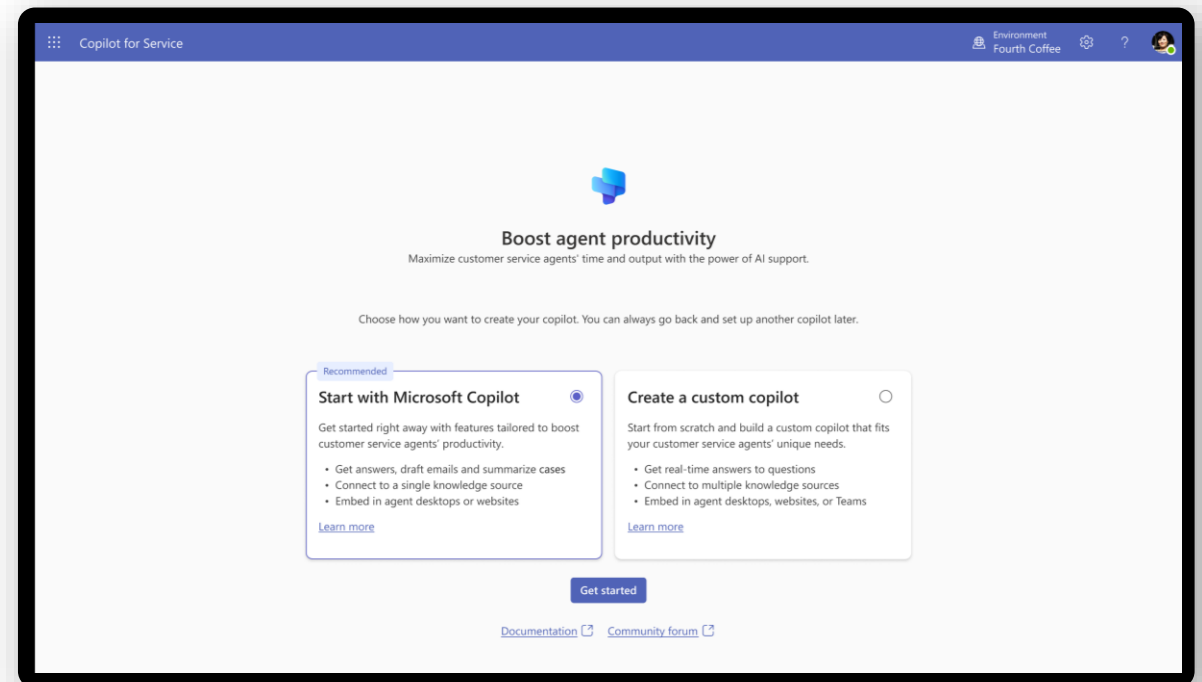 Copilot for Service
Environment
Fourth Coffee
?
Boost agent productivity
Maximize customer service agents' time and output with the power of AI support.
Choose how you want to create your copilot. You can always go back and set up another copilot later.
Recommended
Start with Microsoft Copilot
Get started right away with features tailored to boost
customer service agents' productivity.
• Get answers, draft emails and summarize cases
• Connect to a single knowledge source
• Embed in agent desktops or websites
Learn more
Create a custom copilot
Start from scratch and build a custom copilot that fits
your customer service agents' unique needs.
• Get real-time answers to questions
• Connect to multiple knowledge sources
• Embed in agent desktops, websites, or Teams
Learn more
Get started
Documentation
Community forum